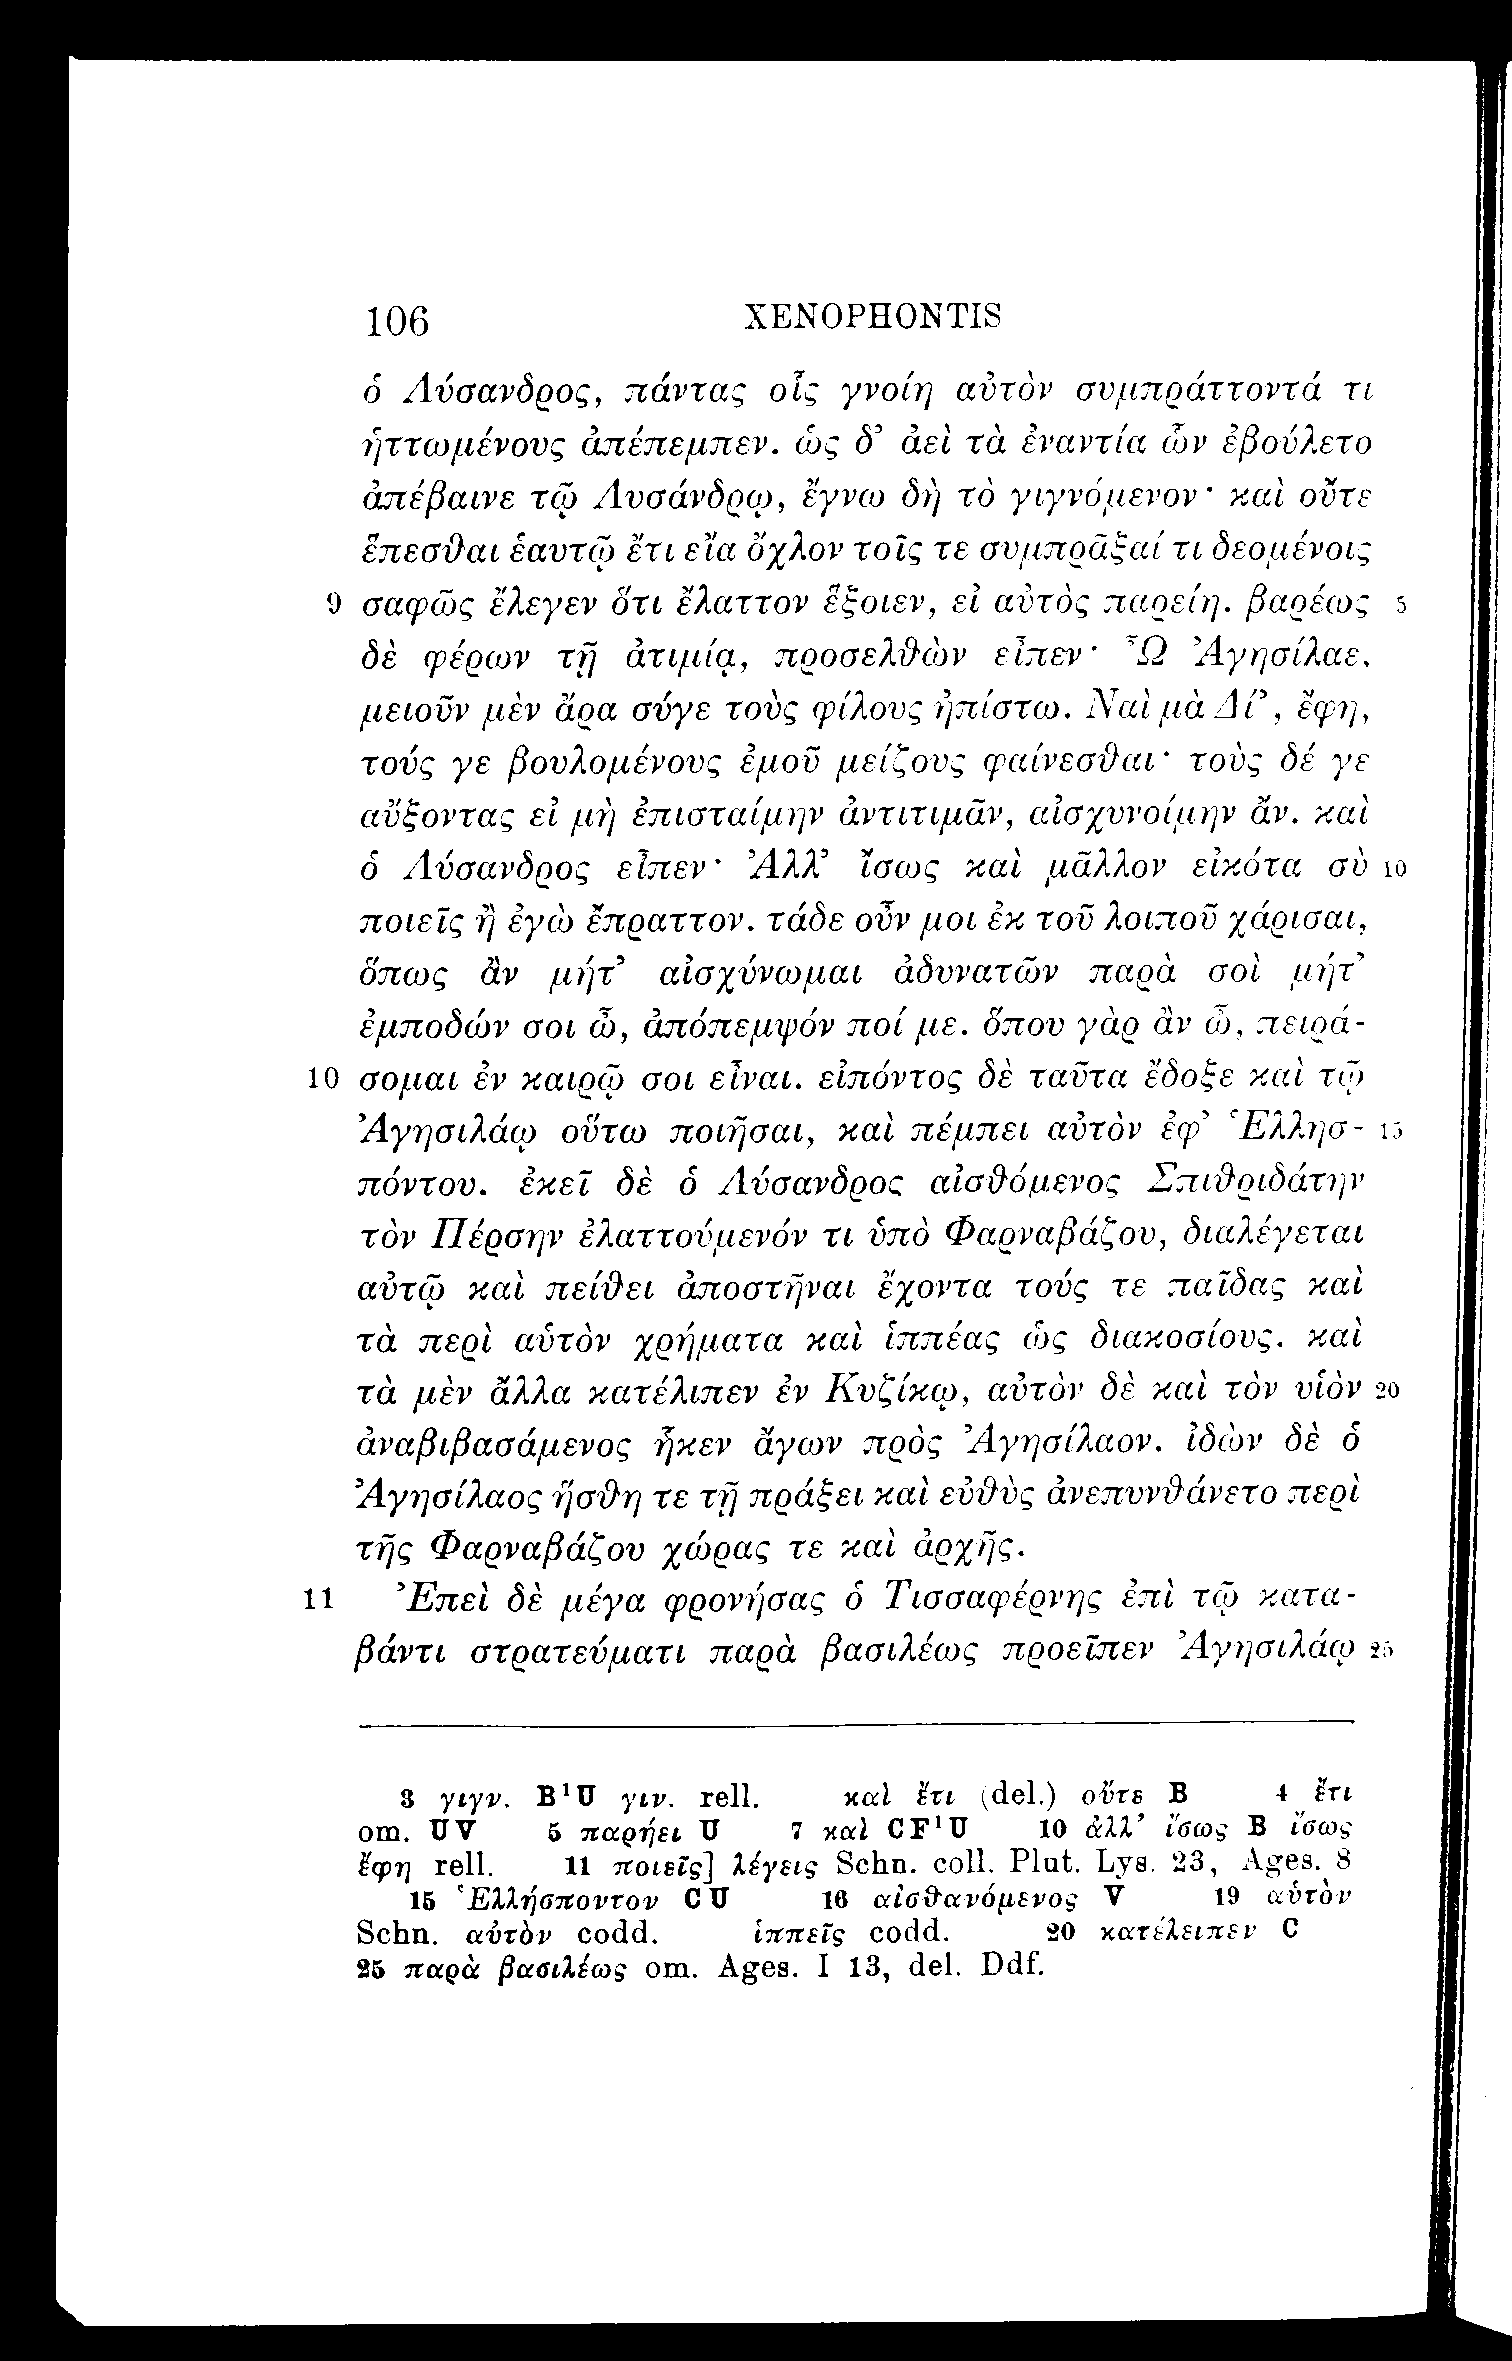 106 XENOPHONTIS
ὁ Λύσανδρος, πάντας οἷς γνοίη αὐτὸν συμπράττοντά τι
ἡττωμένους ἀπέπεμπεν. ὡς δ’ ἀεὶ τὰ ἐναντία ὧν ἐβούλετο
ἀπέβαινε τῷ Λυσάνδρῳ, ἔγνω δὴ τὸ γιγνόμενον· καὶ οὔτε
ἕπεσθαι ἑαυτῷ ἔτι εἴα ὄχλον τοῖς τε συμπρᾶξαί τι δεομένοις
9 σαφῶς ἔλεγεν ὅτι ἔλαττον ἕξοιεν, εἰ αὐτὸς παρείη. βαρέως 5
δὲ φέρων τῇ ἀτιμίᾳ, προσελθὼν εἶπεν· Ὦ Ἀγησίλαε,
μειοῦν μὲν ἄρα σύγε τοὺς φίλους ἠπίστω. Ναὶ μὰ Δί’, ἔφη,
τούς γε βουλομένους ἐμοῦ μείζους φαίνεσθαι· τοὺς δέ γε
αὔξοντας εἰ μὴ ἐπισταίμην ἀντιτιμᾶν, αἰσχυνοίμην ἄν. καὶ
ὁ Λύσανδρος εἶπεν· Ἀλλ’ ἴσως καὶ μᾶλλον εἰκότα σὺ 10
ποιεῖς ἢ ἐγὼ ἔπραττον. τάδε οὖν μοι ἐκ τοῦ λοιποῦ χάρισαι,
ὅπως ἂν μήτ’ αἰσχύνωμαι ἀδυνατῶν παρὰ σοὶ μήτ’
ἐμποδών σοι ὦ, ἀπόπεμψόν ποί με. ὅπου γὰρ ἂν ὦ, πειρά-
10 σομαι ἐν καιρῷ σοι εἶναι. εἰπόντος δὲ ταῦτα ἔδοξε καὶ τῷ
Ἀγησιλάῳ οὕτω ποιῆσαι, καὶ πέμπει αὐτὸν ἐφ’ Ἑλλησ- 15
πόντου. ἐκεῖ δὲ ὁ Λύσανδρος αἰσθόμενος Σπιθριδάτην
τὸν Πέρσην ἐλαττούμενόν τι ὑπὸ Φαρναβάζου, διαλέγεται
αὐτῷ καὶ πείθει ἀποστῆναι ἔχοντα τούς τε παῖδας καὶ
τὰ περὶ αὑτὸν χρήματα καὶ ἱππέας ὡς διακοσίους. καὶ
τὰ μὲν ἄλλα κατέλιπεν ἐν Κυζίκῳ, αὐτὸν δὲ καὶ τὸν υἱὸν 20
ἀναβιβασάμενος ἧκεν ἄγων πρὸς Ἀγησίλαον. ἰδὼν δὲ ὁ
Ἀγησίλαος ἥσθη τε τῇ πράξει καὶ εὐθὺς ἀνεπυνθάνετο περὶ
τῆς Φαρναβάζου χώρας τε καὶ ἀρχῆς.
11 Ἐπεὶ δὲ μέγα φρονήσας ὁ Τισσαφέρνης ἐπὶ τῷ κατα-
βάντι στρατεύματι παρὰ βασιλέως προεῖπεν Ἀγησιλάῳ 25
3 γιγν. B¹U γιν. rell. καὶ ἔτι (del.) οὔτε B 4 ἔτι
om. UV 5 παρῄει U 7 καὶ CF¹U 10 ἀλλ’ ἴσως B ἴσως
ἔφη rell. 11 ποιεῖς] λέγεις Schn. coll. Plut. Lys. 23, Ages. 8
15 Ἑλλήσποντον CU 16 αἰσθανόμενος V 19 αὑτὸν
Schn. αὐτὸν codd. ἱππεῖς codd. 20 κατέλειπεν C
25 παρὰ βασιλέως om. Ages. I 13, del. Ddf.